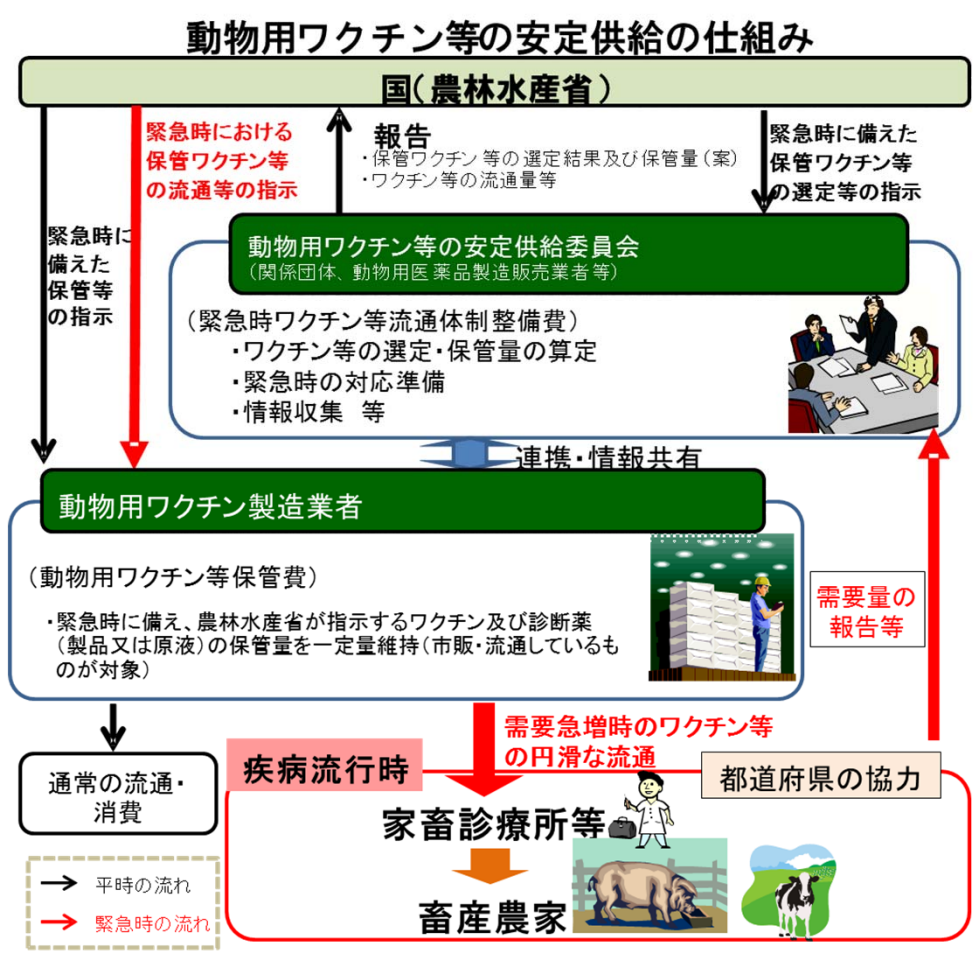 動物用ワクチン等の安定供給の仕組み
国(農林水産省)
緊急時における
保管ワクチン等
の流通等の指示
報告
・保管ワクチン等の選定結果及び保管量(案)
・ワクチン等の流通量等
緊急時に備えた
保管ワクチン等
の選定等の指示
緊急時に
備えた
保管等
の指示
動物用ワクチン等の安定供給委員会
(関係団体、動物用医薬品製造販売業者等)
(緊急時ワクチン等流通体制整備費)
・ワクチン等の選定・保管量の算定
・緊急時の対応準備
・情報収集 等
連携・情報共有
動物用ワクチン製造業者
(動物用ワクチン等保管費)
・緊急時に備え、農林水産省が指示するワクチン及び診断薬
(製品又は原液)の保管量を一定量維持(市販・流通しているも
のが対象)
需要量の
報告等
需要急増時のワクチン等
の円滑な流通
疾病流行時
都道府県の協力
通常の流通・
消費
家畜診療所等
畜産農家
平時の流れ
緊急時の流れ